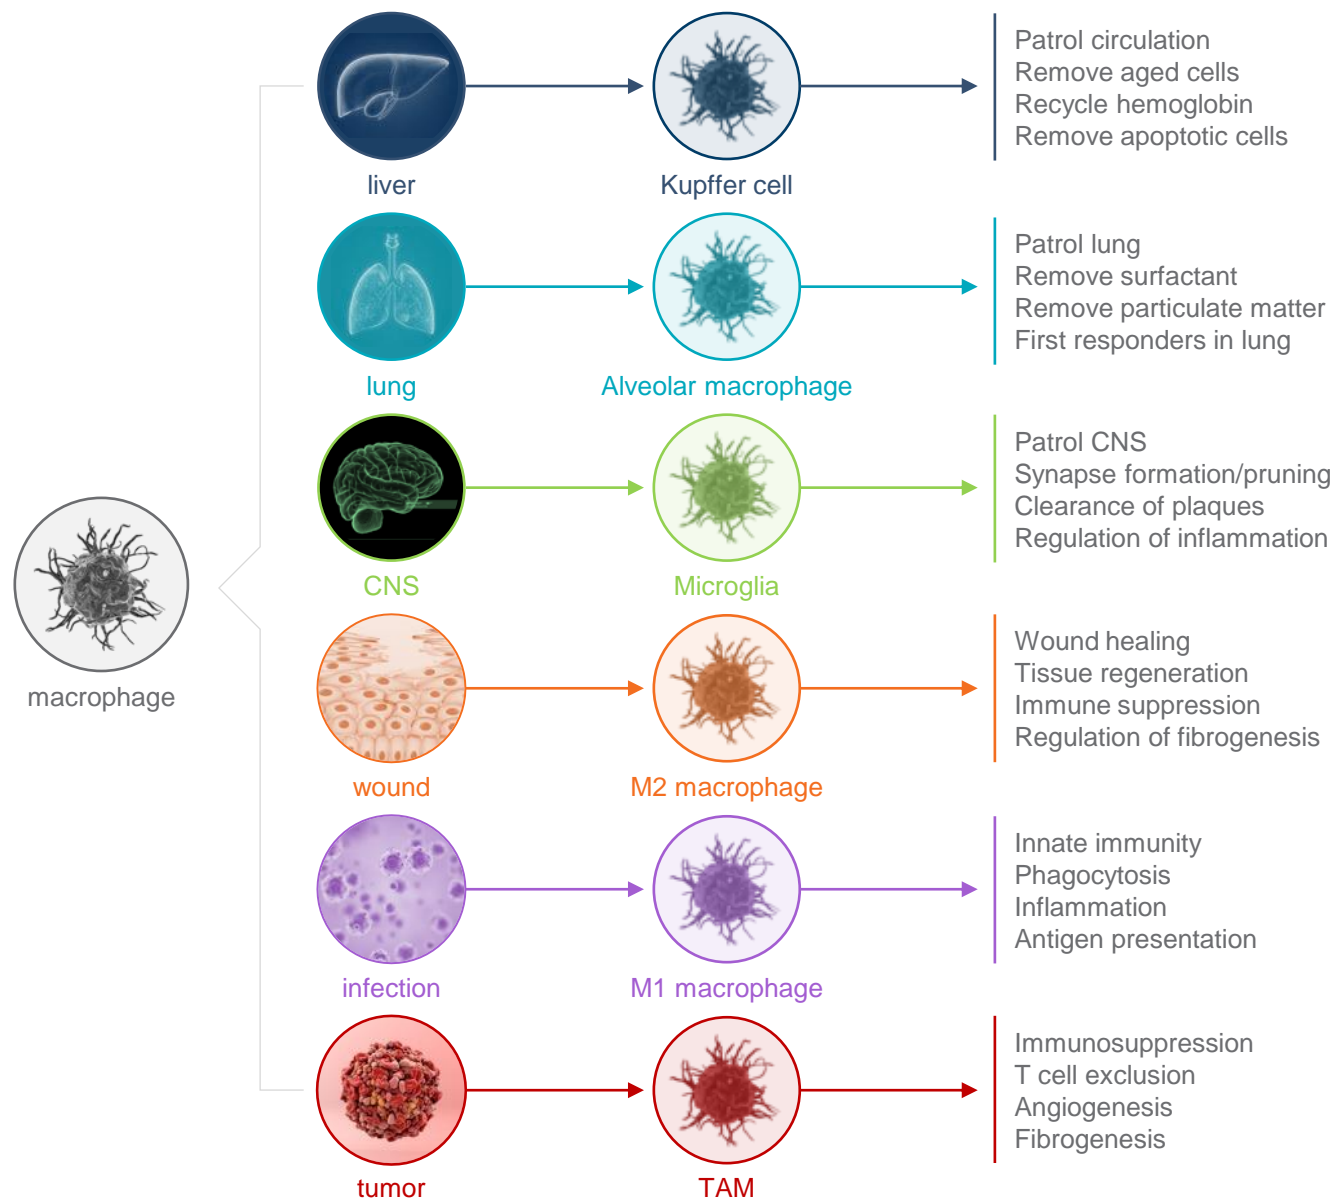 macrophage
liver
Kupffer cell
Patrol circulation
Remove aged cells
Recycle hemoglobin
Remove apoptotic cells
lung
Alveolar macrophage
Patrol lung
Remove surfactant
Remove particulate matter
First responders in lung
CNS
Microglia
Patrol CNS
Synapse formation/pruning
Clearance of plaques
Regulation of inflammation
wound
M2 macrophage
Wound healing
Tissue regeneration
Immune suppression
Regulation of fibrogenesis
infection
M1 macrophage
Innate immunity
Phagocytosis
Inflammation
Antigen presentation
tumor
TAM
Immunosuppression
T cell exclusion
Angiogenesis
Fibrogenesis